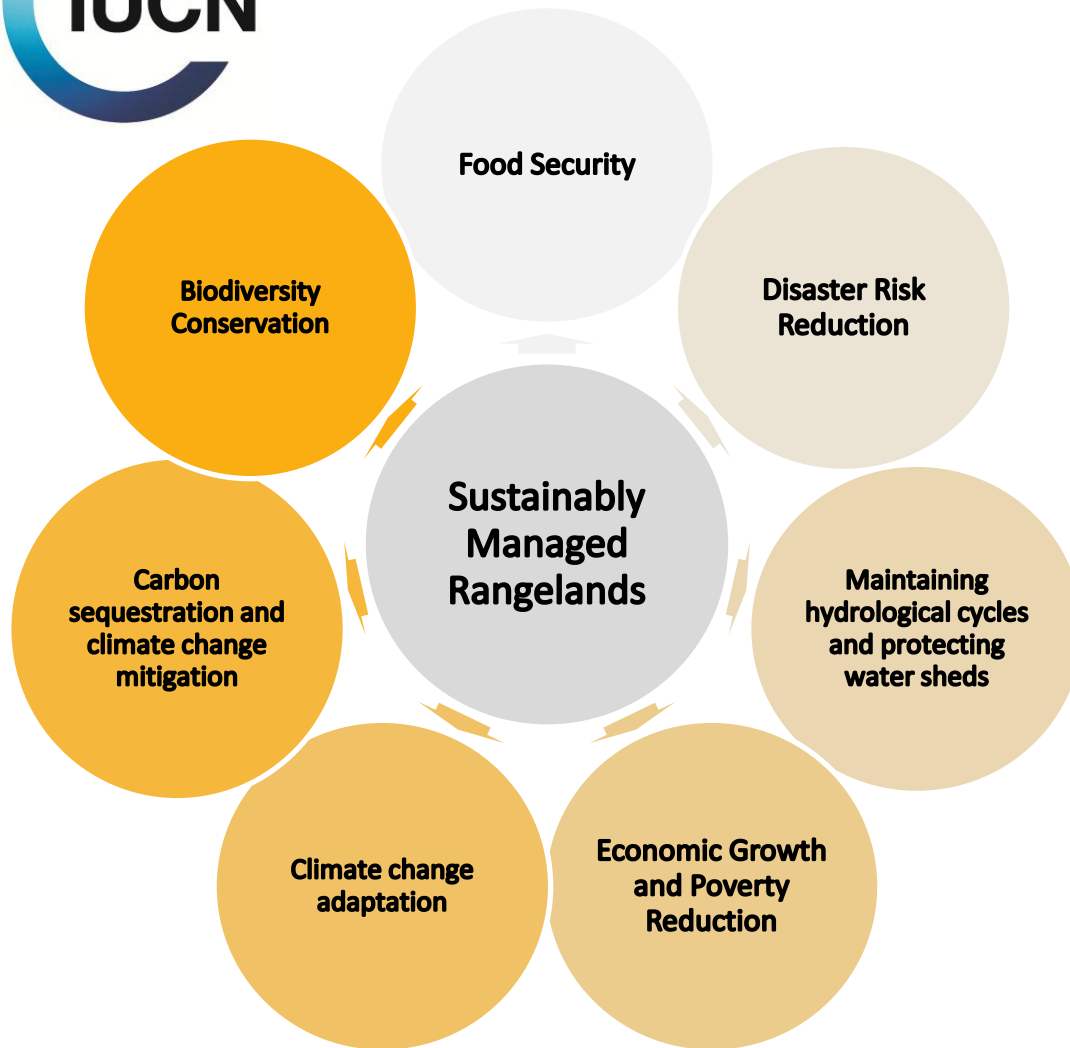 IUCN
Food Security
Disaster Risk
Reduction
Maintaining
hydrological cycles
and protecting
water sheds
Economic Growth
and Poverty
Reduction
Climate change
adaptation
Carbon
sequestration and
climate change
mitigation
Biodiversity
Conservation
Sustainably
Managed
Rangelands